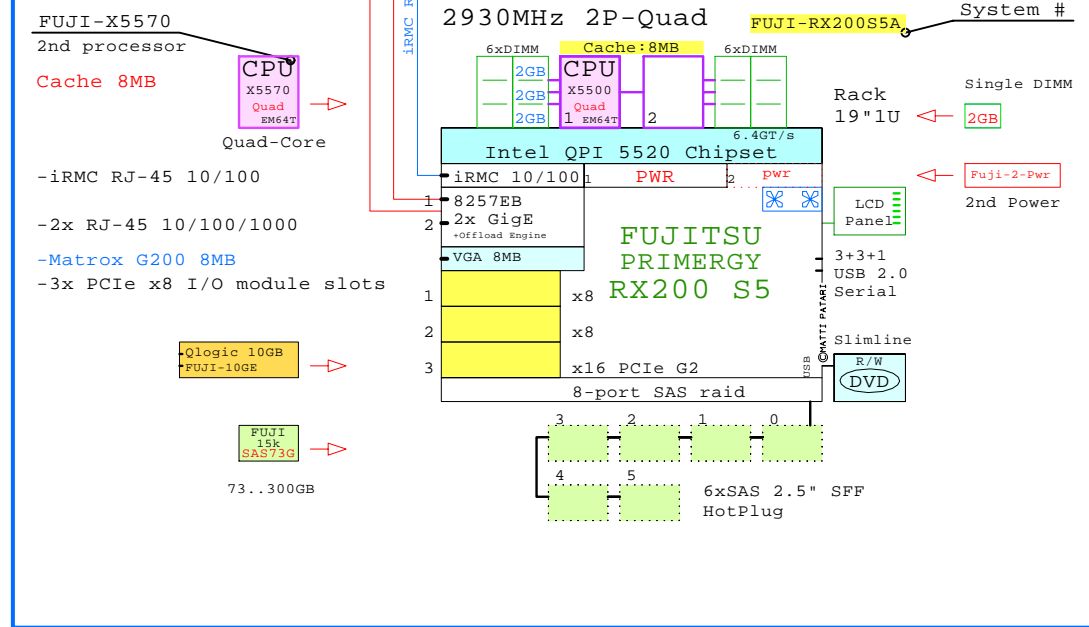 FUJI-X5570
2nd processor
Cache 8MB
CPU
X5570
Quad
EM64T
Quad-Core
-iRMC RJ-45 10/100
-2x RJ-45 10/100/1000
-Matrox G200 8MB
-3x PCIe x8 I/O module slots
Qlogic 10GB
FUJI-10GE
FUJI
15k
SAS73G
73..300GB
iRMC R
2930MHz 2P-Quad
FUJI-RX200S5A
System #
6xDIMM
Cache:8MB
6xDIMM
2GB
2GB
2GB
CPU
X5500
Quad
1 EM64T
2
6.4GT/s
Intel QPI 5520 Chipset
iRMC 10/100
1 PWR
2 pwr
1 8257EB
2 2x GigE
+Offload Engine
VGA 8MB
FUJITSU
PRIMERGY
RX200 S5
1 x8
2 x8
3 x16 PCIe G2
USB
8-port SAS raid
3 2 1 0
4 5
6xSAS 2.5" SFF
HotPlug
Rack
19"1U
Single DIMM
2GB
Fuji-2-Pwr
2nd Power
LCD
Panel
3+3+1
USB 2.0
Serial
©MATTI PATARI
Slimline
R/W
DVD